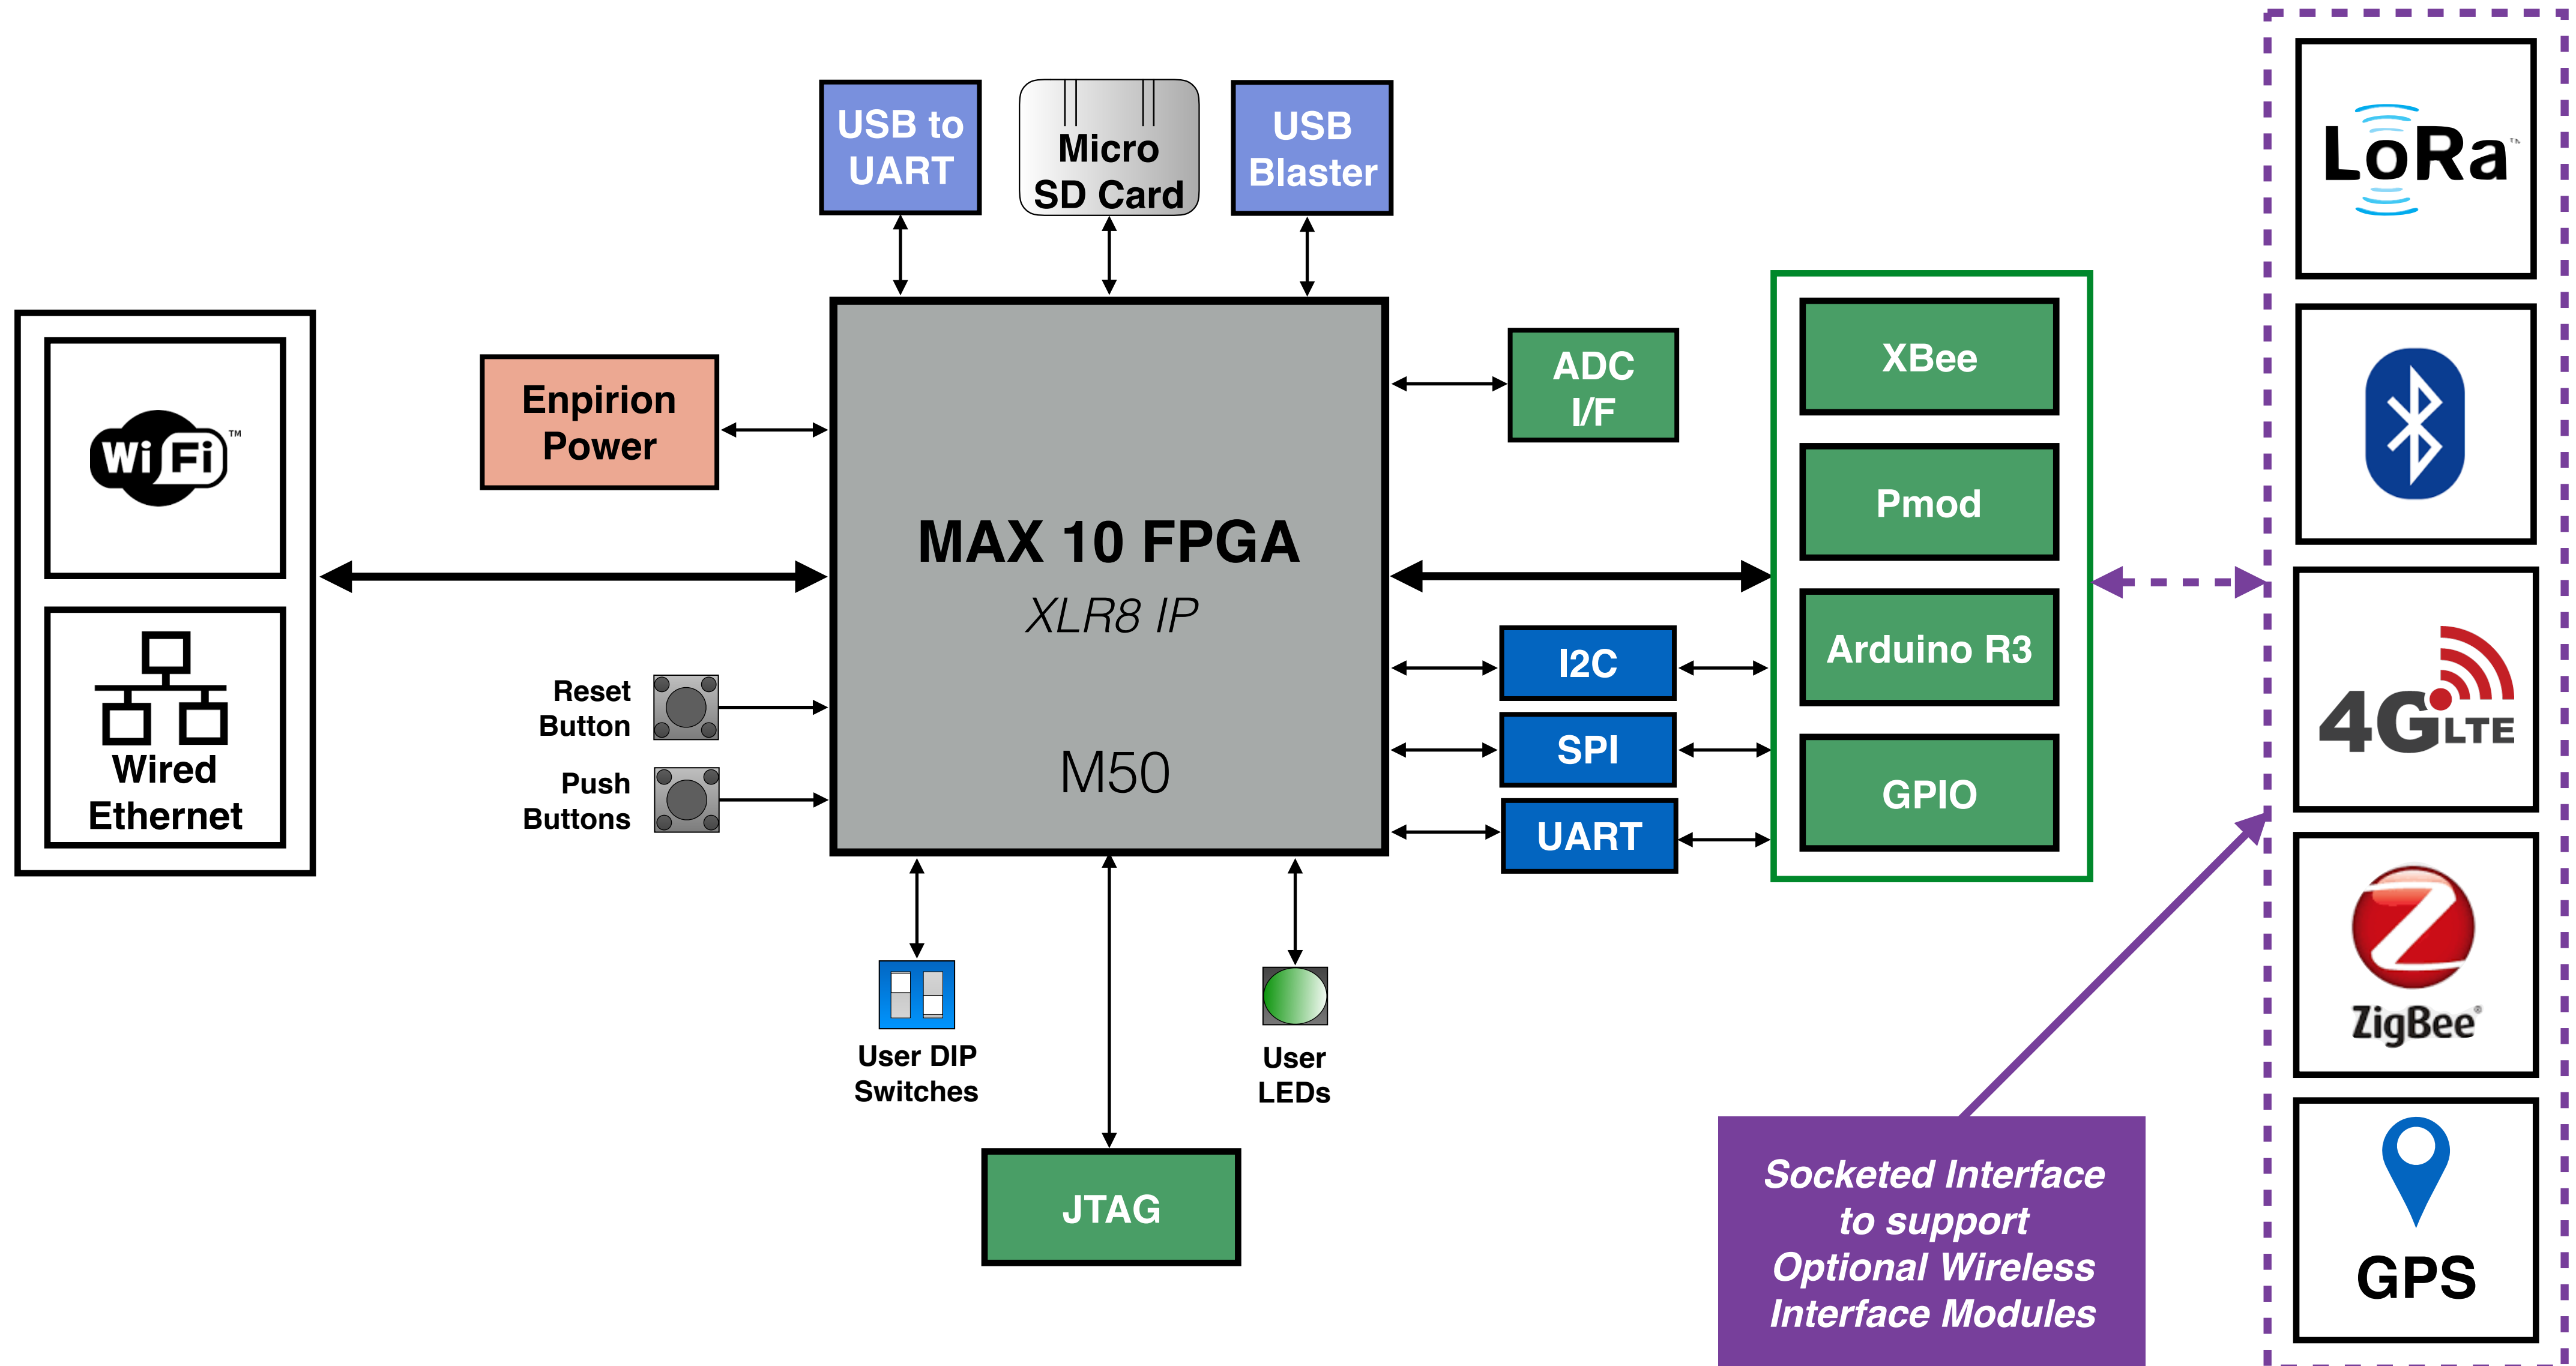 USB to
UART
Micro
SD Card
USB
Blaster
LoRa™
WiFi™
Wired
Ethernet
Enpirion
Power
Reset
Button
Push
Buttons
MAX 10 FPGA
XLR8 IP
M50
ADC
I/F
I2C
SPI
UART
XBee
Pmod
Arduino R3
GPIO
4G LTE
ZigBee®
GPS
User DIP
Switches
User
LEDs
JTAG
Socketed Interface
to support
Optional Wireless
Interface Modules